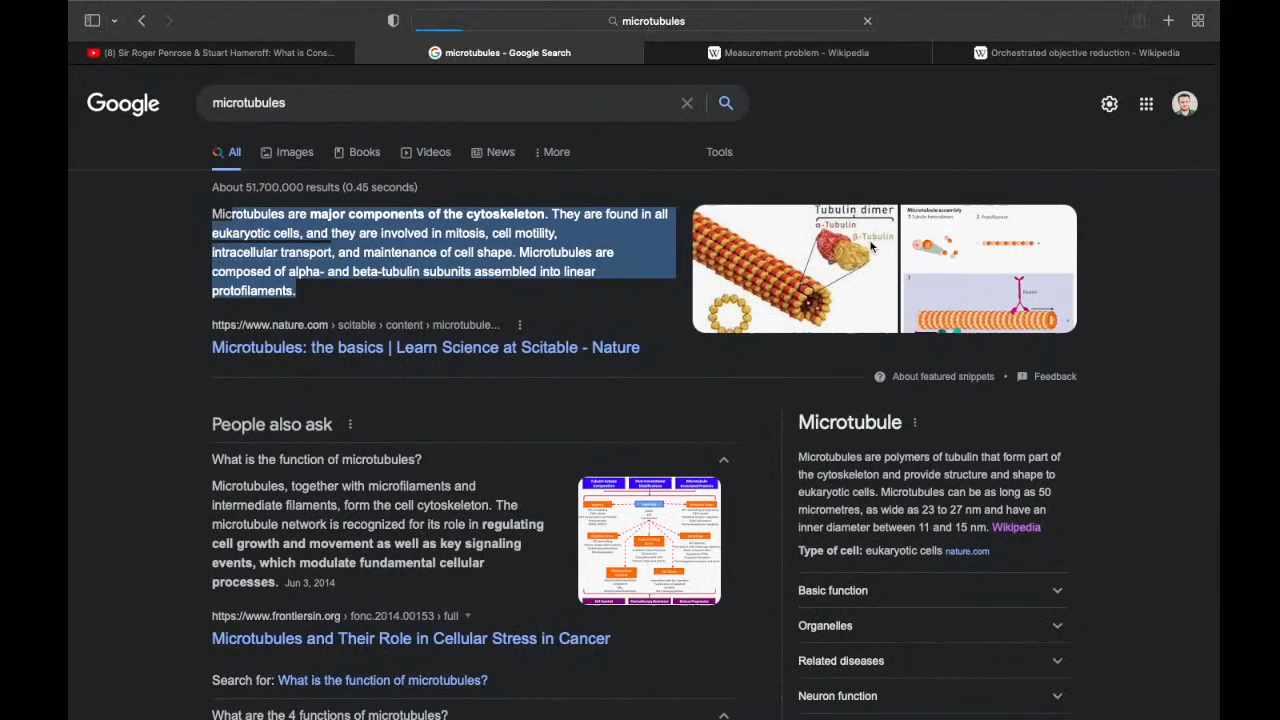 microtubules
(8) Sir Roger Penrose & Stuart Hameroff: What is Cons...
microtubules - Google Search
Measurement problem - Wikipedia
Orchestrated objective reduction - Wikipedia
Google
microtubules
All
Images
Books
Videos
News
More
Tools
About 51,700,000 results (0.45 seconds)
Microtubules are major components of the cytoskeleton. They are found in all
eukaryotic cells, and they are involved in mitosis, cell motility,
intracellular transport, and maintenance of cell shape. Microtubules are
composed of alpha- and beta-tubulin subunits assembled into linear
protofilaments.
Tubulin dimer
α-Tubulin
β-Tubulin
Microtubule assembly
1 Tubulin heterodimers
2 Protofilament
3
Kinesin
https://www.nature.com › scitable › content › microtubule...
Microtubules: the basics | Learn Science at Scitable - Nature
About featured snippets • Feedback
People also ask
What is the function of microtubules?
Microtubules, together with microfilaments and
intermediate filaments, form the cell cytoskeleton. The
microtubule network is recognized for its role in regulating
cell growth and movement as well as key signaling
events, which modulate fundamental cellular
processes. Jun 3, 2014
https://www.frontiersin.org › fonc.2014.00153 › full
Microtubules and Their Role in Cellular Stress in Cancer
Search for: What is the function of microtubules?
What are the 4 functions of microtubules?
Microtubule
Microtubules are polymers of tubulin that form part of
the cytoskeleton and provide structure and shape to
eukaryotic cells. Microtubules can be as long as 50
micrometres, as wide as 23 to 27 nm and have an
inner diameter between 11 and 15 nm. Wikipedia
Type of cell: eukaryotic cells nature.com
Basic function
Organelles
Related diseases
Neuron function